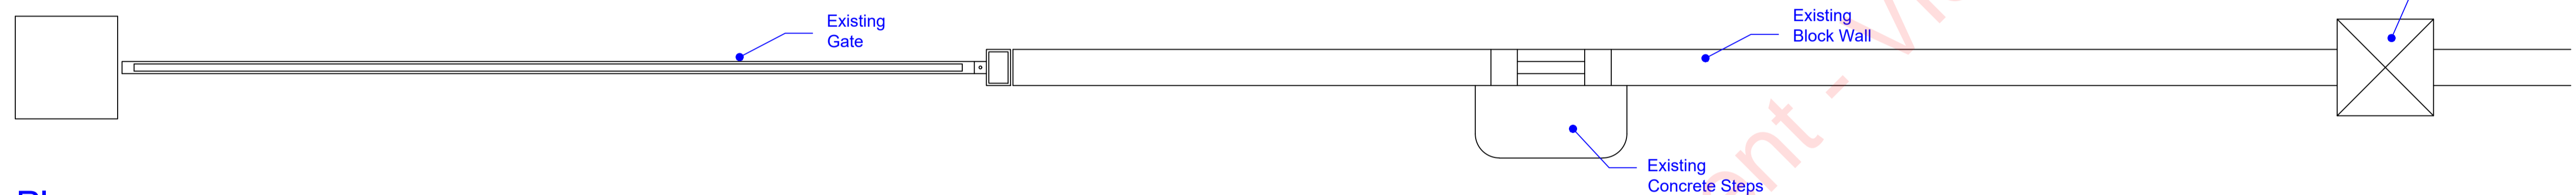 Existing
Gate
Existing
Block Wall
Existing
Concrete Steps